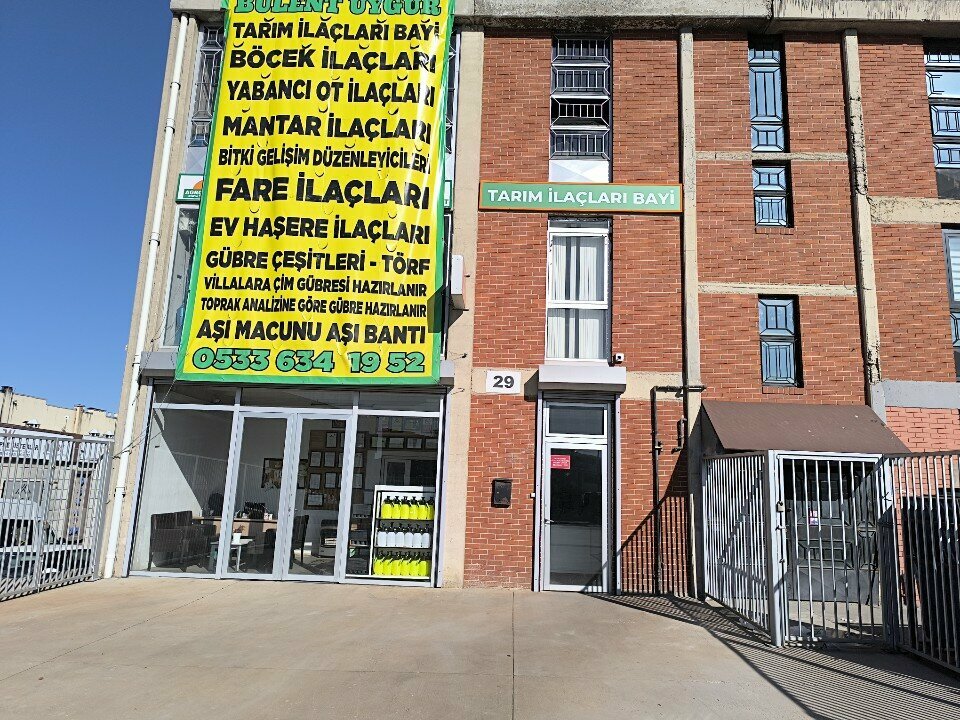 BÜLENT UYGUR
TARIM İLAÇLARI BAYİ
BÖCEK İLAÇLARI
YABANCI OT İLAÇLARI
MANTAR İLAÇLARI
BİTKİ GELİŞİM DÜZENLEYİCİLERİ
FARE İLAÇLARI
EV HAŞERE İLAÇLARI
GÜBRE ÇEŞİTLERİ - TÖRF
VİLLALARA ÇİM GÜBRESİ HAZIRLANIR
TOPRAK ANALİZİNE GÖRE GÜBRE HAZIRLANIR
AŞI MACUNU AŞI BANTI
0533 634 19 52
TARIM İLAÇLARI BAYİ
29